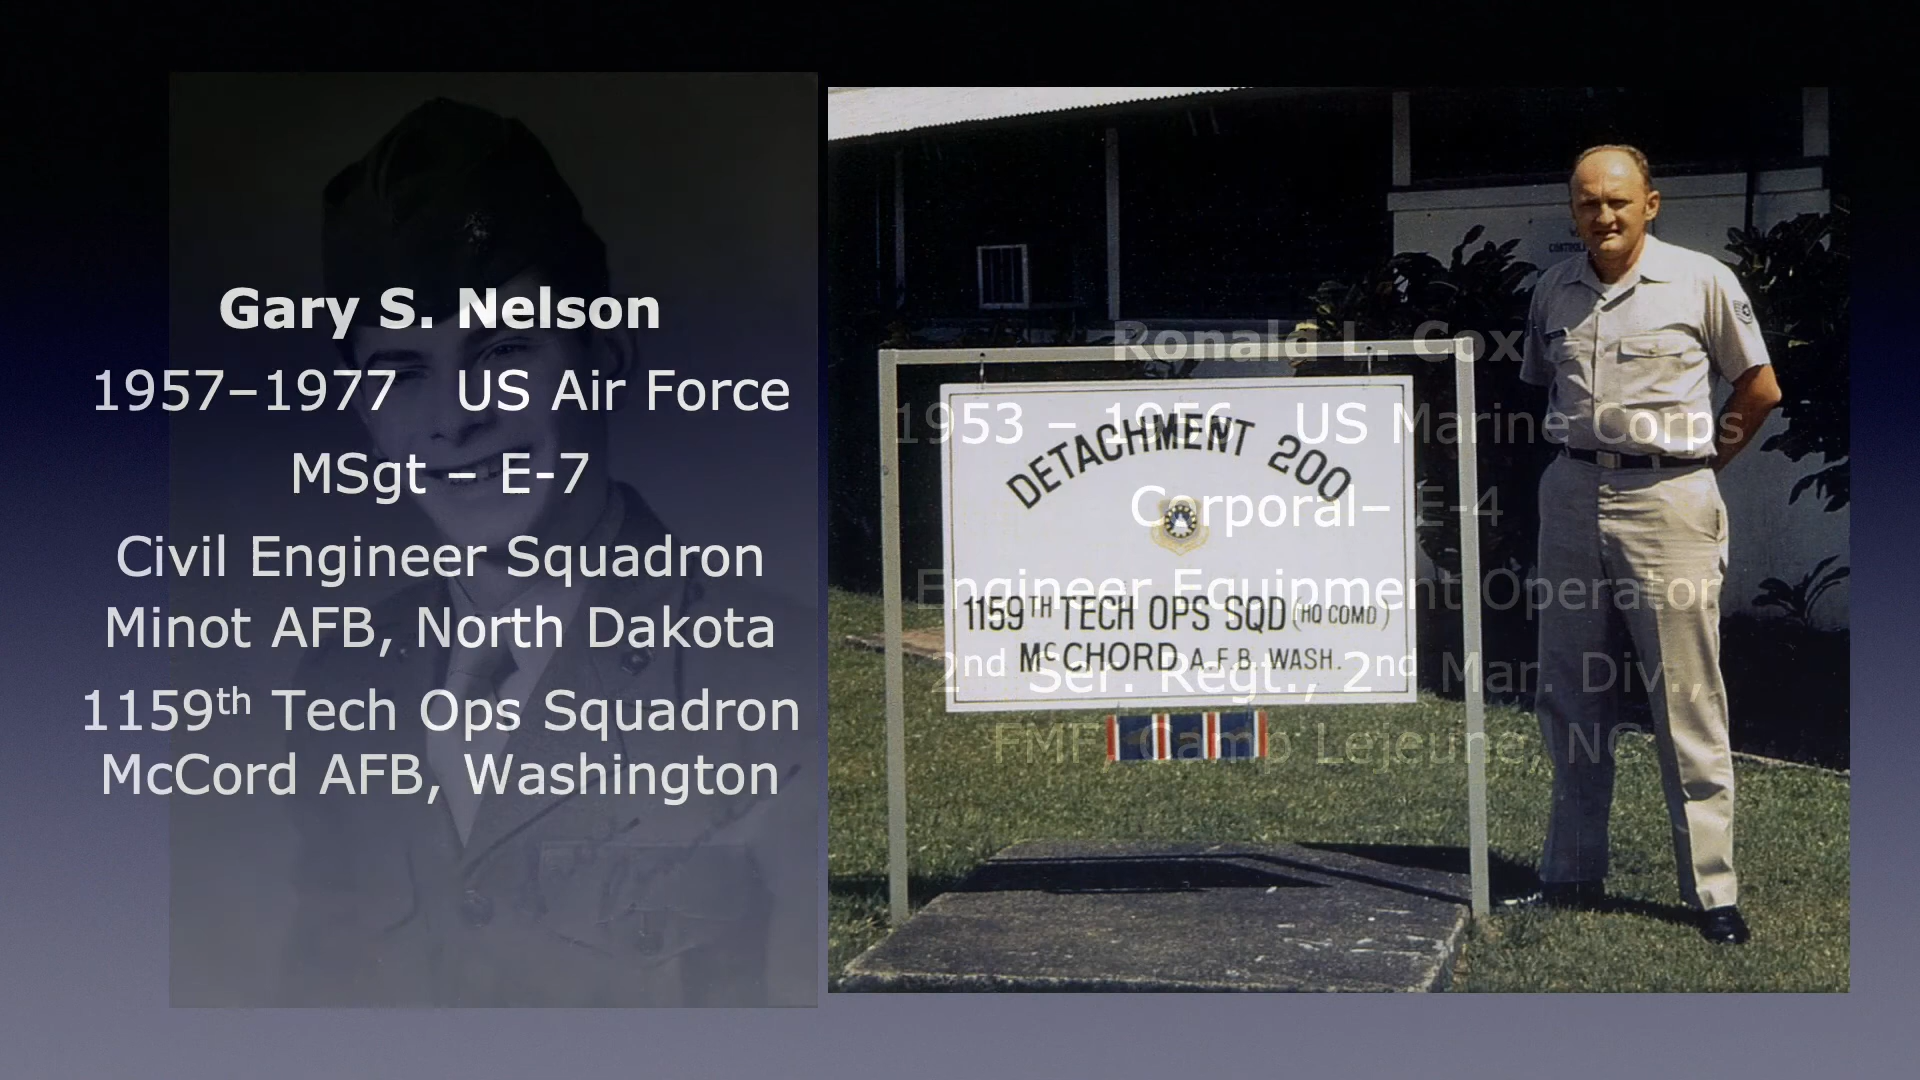 Gary S. Nelson
1957–1977 US Air Force
MSgt – E-7
Civil Engineer Squadron
Minot AFB, North Dakota
1159th Tech Ops Squadron
McCord AFB, Washington
Ronald L. Cox
1953 – 1956 US Marine Corps
Corporal– E-4
Engineer Equipment Operator
2nd Ser. Regt., 2nd Mar. Div.,
FMF, Camp Lejeune, NC
DETACHMENT 200
1159TH TECH OPS SQD (HQ COMD)
McCHORD A.F.B. WASH.